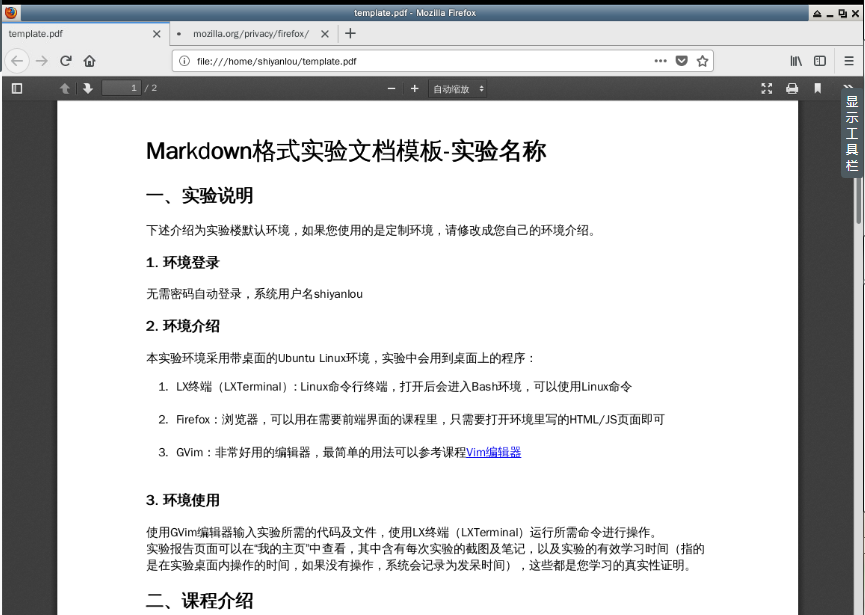 template.pdf - Mozilla Firefox
template.pdf
mozilla.org/privacy/firefox/
file:///home/shiyanlou/template.pdf
1 / 2
自动缩放
显示工具栏
Markdown格式实验文档模板-实验名称
一、实验说明
下述介绍为实验楼默认环境，如果您使用的是定制环境，请修改成您自己的环境介绍。
1. 环境登录
无需密码自动登录，系统用户名shiyanlou
2. 环境介绍
本实验环境采用带桌面的Ubuntu Linux环境，实验中会用到桌面上的程序：
1. LX终端（LXTerminal）: Linux命令行终端，打开后会进入Bash环境，可以使用Linux命令
2. Firefox：浏览器，可以用在需要前端界面的课程里，只需要打开环境里写的HTML/JS页面即可
3. GVim：非常好用的编辑器，最简单的用法可以参考课程Vim编辑器
3. 环境使用
使用GVim编辑器输入实验所需的代码及文件，使用LX终端（LXTerminal）运行所需命令进行操作。
实验报告页面可以在“我的主页”中查看，其中含有每次实验的截图及笔记，以及实验的有效学习时间（指的
是在实验桌面内操作的时间，如果没有操作，系统会记录为发呆时间），这些都是您学习的真实性证明。
二、课程介绍